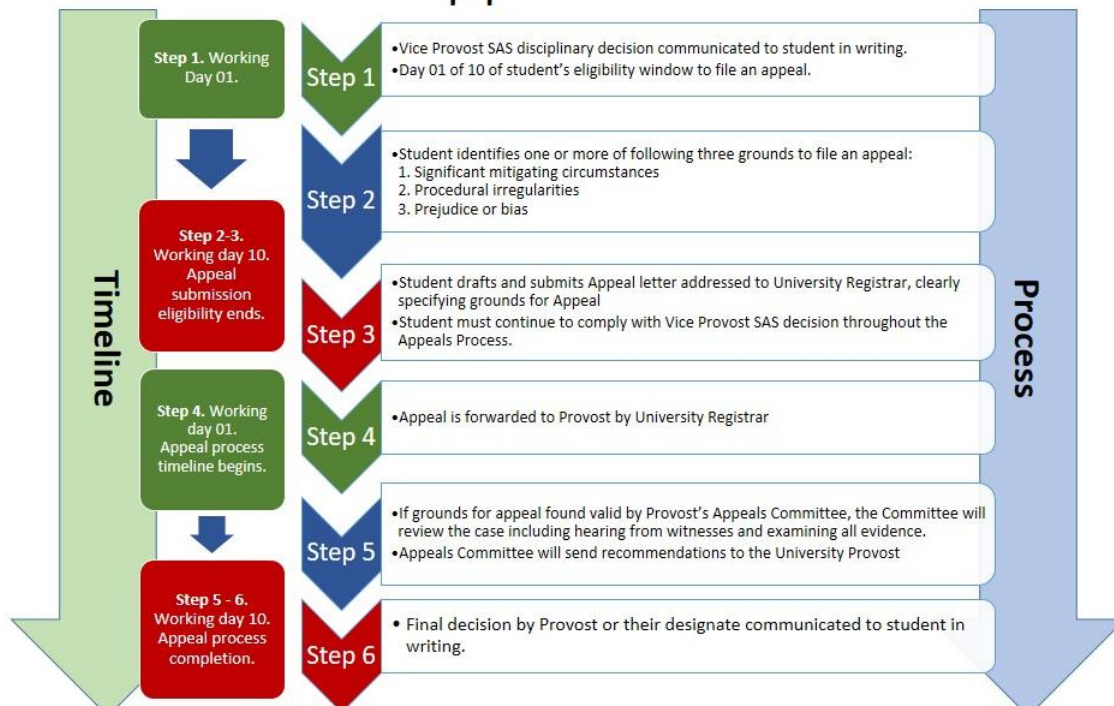 Timeline
Step 1. Working
Day 01.
Step 2-3.
Working day 10.
Appeal
submission
eligibility ends.
Step 4. Working
day 01.
Appeal process
timeline begins.
Step 5 - 6.
Working day 10.
Appeal process
completion.
Step 1
•Vice Provost SAS disciplinary decision communicated to student in writing.
•Day 01 of 10 of student's eligibility window to file an appeal.
Step 2
•Student identifies one or more of following three grounds to file an appeal:
1. Significant mitigating circumstances
2. Procedural irregularities
3. Prejudice or bias
Step 3
•Student drafts and submits Appeal letter addressed to University Registrar, clearly
specifying grounds for Appeal
•Student must continue to comply with Vice Provost SAS decision throughout the
Appeals Process.
Step 4
•Appeal is forwarded to Provost by University Registrar
Step 5
•If grounds for appeal found valid by Provost's Appeals Committee, the Committee will
review the case including hearing from witnesses and examining all evidence.
•Appeals Committee will send recommendations to the University Provost
Step 6
• Final decision by Provost or their designate communicated to student in
writing.
Process